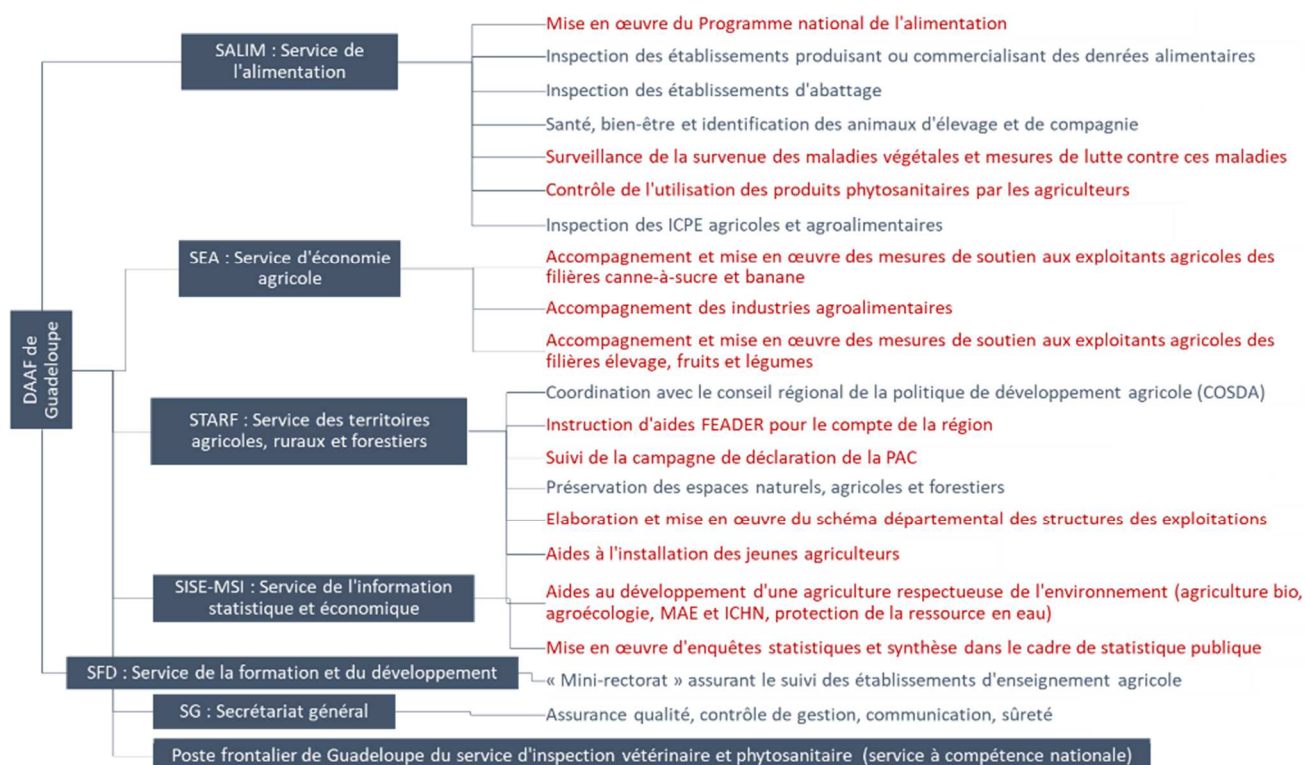 SALIM : Service de
l'alimentation
Mise en œuvre du Programme national de l'alimentation
Inspection des établissements produisant ou commercialisant des denrées alimentaires
Inspection des établissements d'abattage
Santé, bien-être et identification des animaux d'élevage et de compagnie
Surveillance de la survenue des maladies végétales et mesures de lutte contre ces maladies
Contrôle de l'utilisation des produits phytosanitaires par les agriculteurs
Inspection des ICPE agricoles et agroalimentaires
SEA : Service d'économie
agricole
Accompagnement et mise en œuvre des mesures de soutien aux exploitants agricoles des
filières canne-à-sucre et banane
Accompagnement des industries agroalimentaires
Accompagnement et mise en œuvre des mesures de soutien aux exploitants agricoles des
filières élevage, fruits et légumes
DAAF de
Guadeloupe
STARF : Service des territoires
agricoles, ruraux et forestiers
Coordination avec le conseil régional de la politique de développement agricole (COSDA)
Instruction d'aides FEADER pour le compte de la région
Suivi de la campagne de déclaration de la PAC
Préservation des espaces naturels, agricoles et forestiers
Elaboration et mise en œuvre du schéma départemental des structures des exploitations
Aides à l'installation des jeunes agriculteurs
Aides au développement d'une agriculture respectueuse de l'environnement (agriculture bio,
agroécologie, MAE et ICHN, protection de la ressource en eau)
SISE-MSI : Service de l'information
statistique et économique
Mise en œuvre d'enquêtes statistiques et synthèse dans le cadre de statistique publique
SFD : Service de la formation et du développement
« Mini-rectorat » assurant le suivi des établissements d'enseignement agricole
SG : Secrétariat général
Assurance qualité, contrôle de gestion, communication, sûreté
Poste frontalier de Guadeloupe du service d'inspection vétérinaire et phytosanitaire (service à compétence nationale)